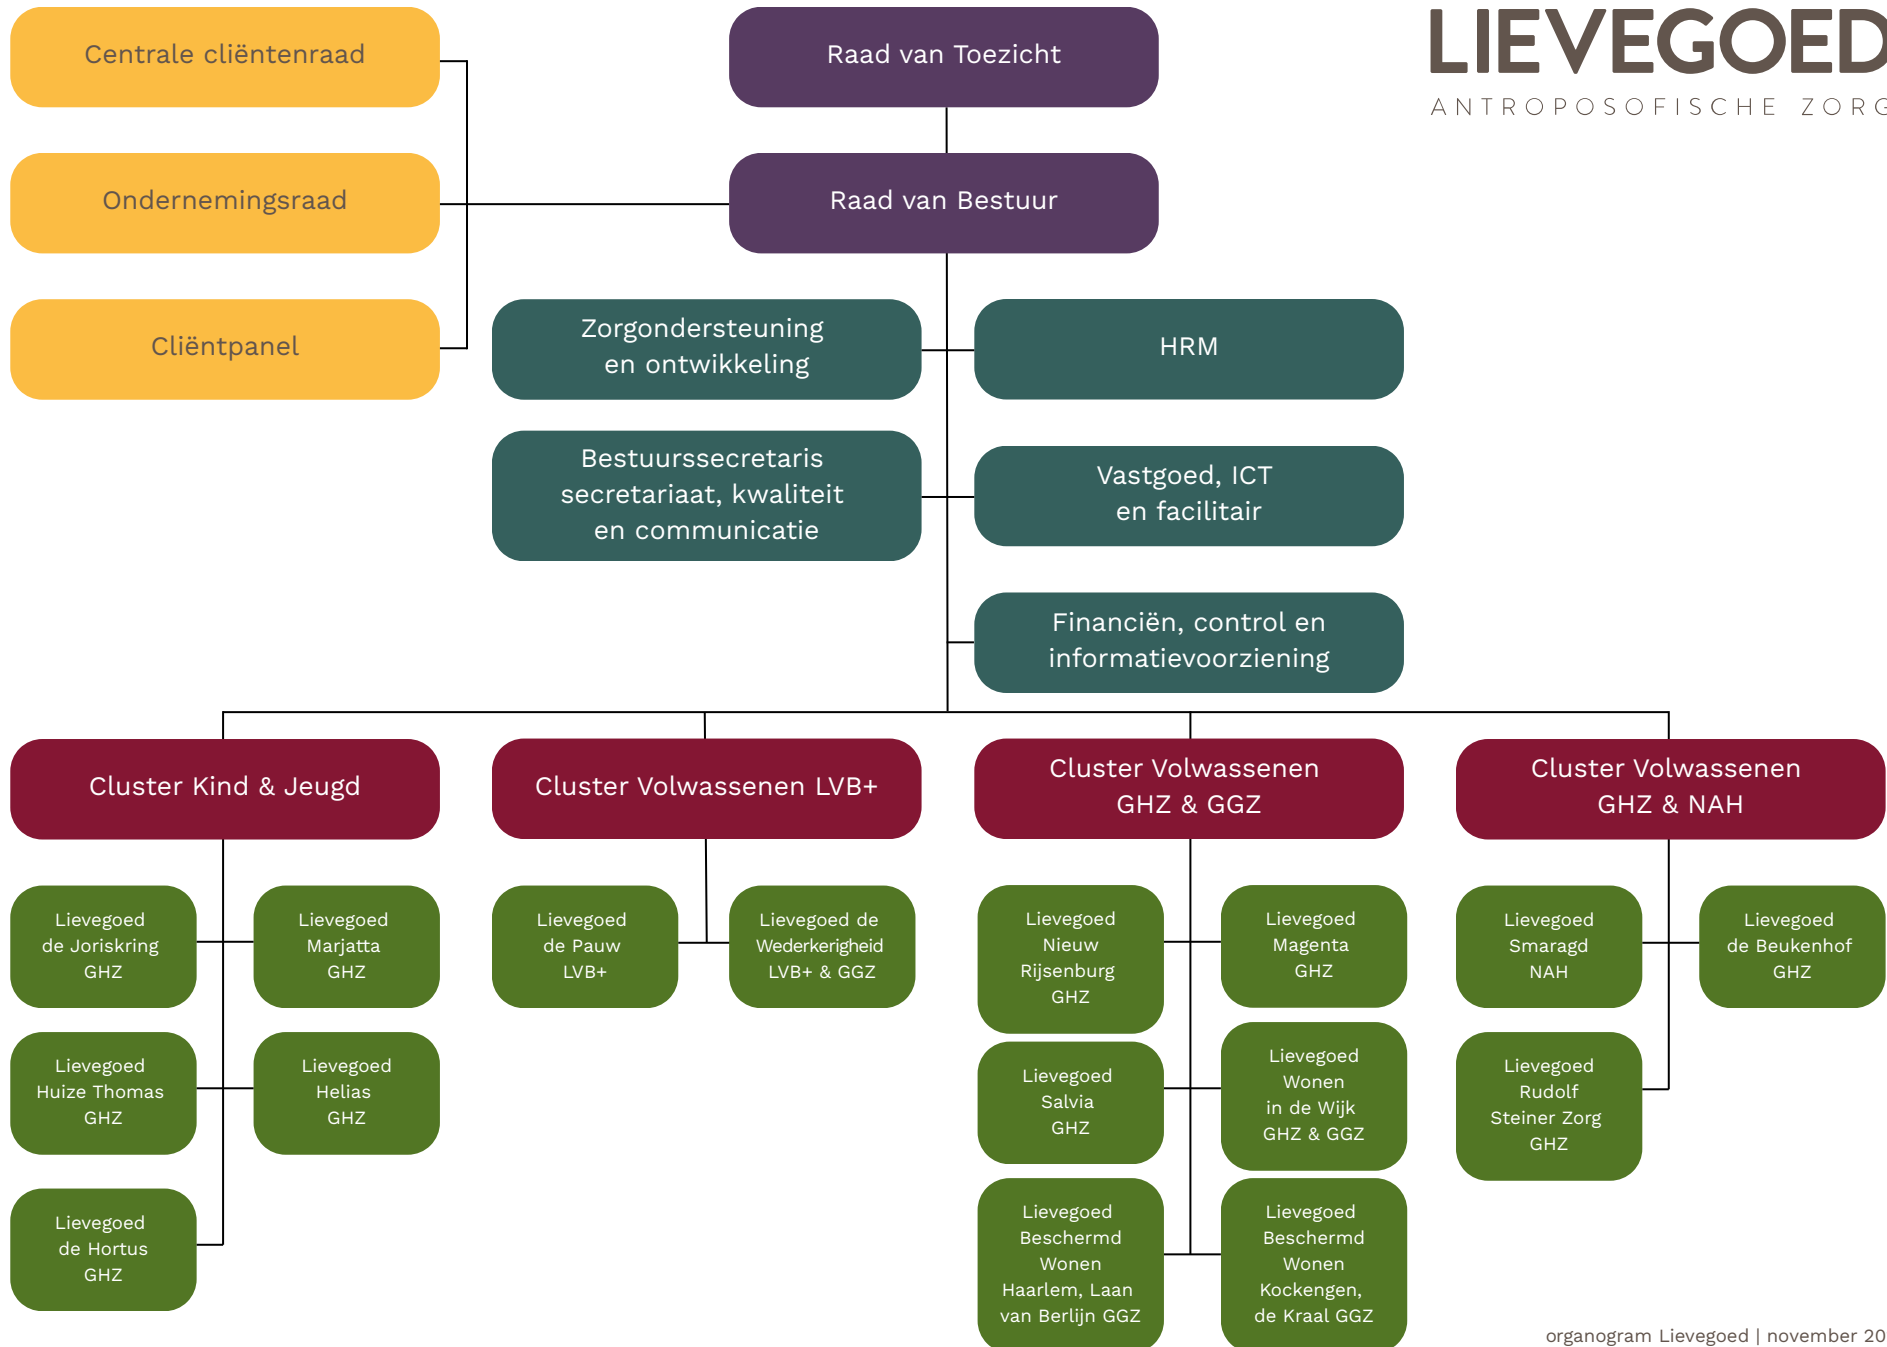 LIEVEGOED
ANTROPOSOFISCHE ZORG
Centrale cliëntenraad
Raad van Toezicht
Ondernemingsraad
Raad van Bestuur
Cliëntpanel
Zorgondersteuning
en ontwikkeling
HRM
Bestuurssecretaris
secretariaat, kwaliteit
en communicatie
Vastgoed, ICT
en facilitair
Financiën, control en
informatievoorziening
Cluster Kind & Jeugd
Cluster Volwassenen LVB+
Cluster Volwassenen
GHZ & GGZ
Cluster Volwassenen
GHZ & NAH
Lievegoed
de Joriskring
GHZ
Lievegoed
Marjatta
GHZ
Lievegoed
de Pauw
LVB+
Lievegoed de
Wederkerigheid
LVB+ & GGZ
Lievegoed
Nieuw
Rijsenburg
GHZ
Lievegoed
Magenta
GHZ
Lievegoed
Smaragd
NAH
Lievegoed
de Beukenhof
GHZ
Lievegoed
Huize Thomas
GHZ
Lievegoed
Helias
GHZ
Lievegoed
Salvia
GHZ
Lievegoed
Wonen
in de Wijk
GHZ & GGZ
Lievegoed
Rudolf
Steiner Zorg
GHZ
Lievegoed
de Hortus
GHZ
Lievegoed
Beschermd
Wonen
Haarlem, Laan
van Berlijn GGZ
Lievegoed
Beschermd
Wonen
Kockengen,
de Kraal GGZ
organogram Lievegoed | november 20